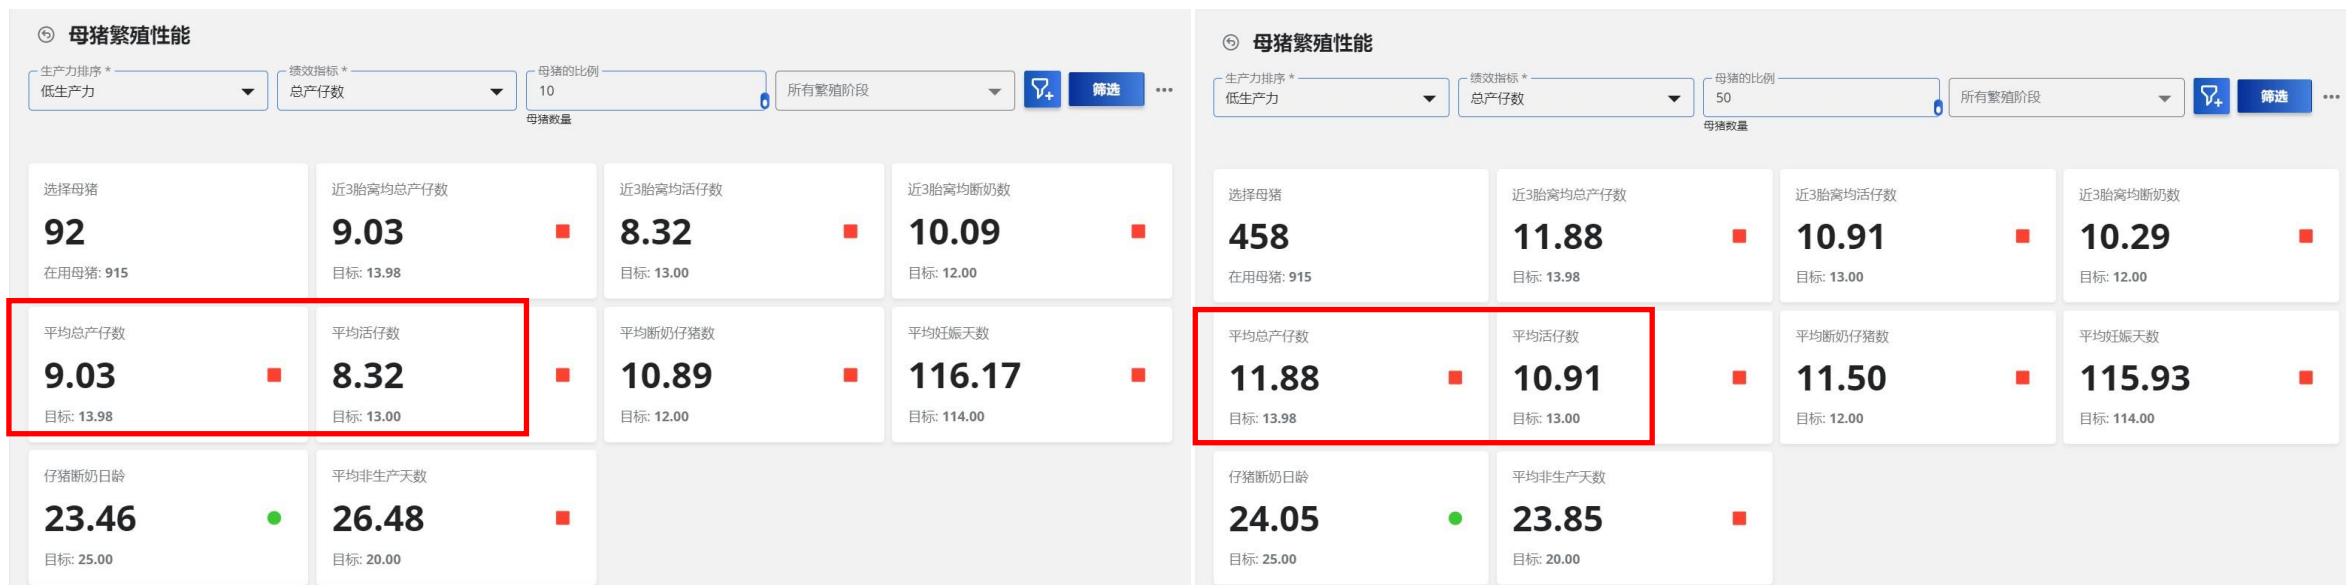 母猪繁殖性能
生产力排序 *
低生产力
绩效指标 *
总产仔数
母猪的比例
10
母猪数量
所有繁殖阶段
筛选
选择母猪
92
在用母猪: 915
近3胎窝均总产仔数
9.03
目标: 13.98
近3胎窝均活仔数
8.32
目标: 13.00
近3胎窝均断奶数
10.09
目标: 12.00
平均总产仔数
9.03
目标: 13.98
平均活仔数
8.32
目标: 13.00
平均断奶仔猪数
10.89
目标: 12.00
平均妊娠天数
116.17
目标: 114.00
仔猪断奶日龄
23.46
目标: 25.00
平均非生产天数
26.48
目标: 20.00
母猪繁殖性能
生产力排序 *
低生产力
绩效指标 *
总产仔数
母猪的比例
50
母猪数量
所有繁殖阶段
筛选
选择母猪
458
在用母猪: 915
近3胎窝均总产仔数
11.88
目标: 13.98
近3胎窝均活仔数
10.91
目标: 13.00
近3胎窝均断奶数
10.29
目标: 12.00
平均总产仔数
11.88
目标: 13.98
平均活仔数
10.91
目标: 13.00
平均断奶仔猪数
11.50
目标: 12.00
平均妊娠天数
115.93
目标: 114.00
仔猪断奶日龄
24.05
目标: 25.00
平均非生产天数
23.85
目标: 20.00